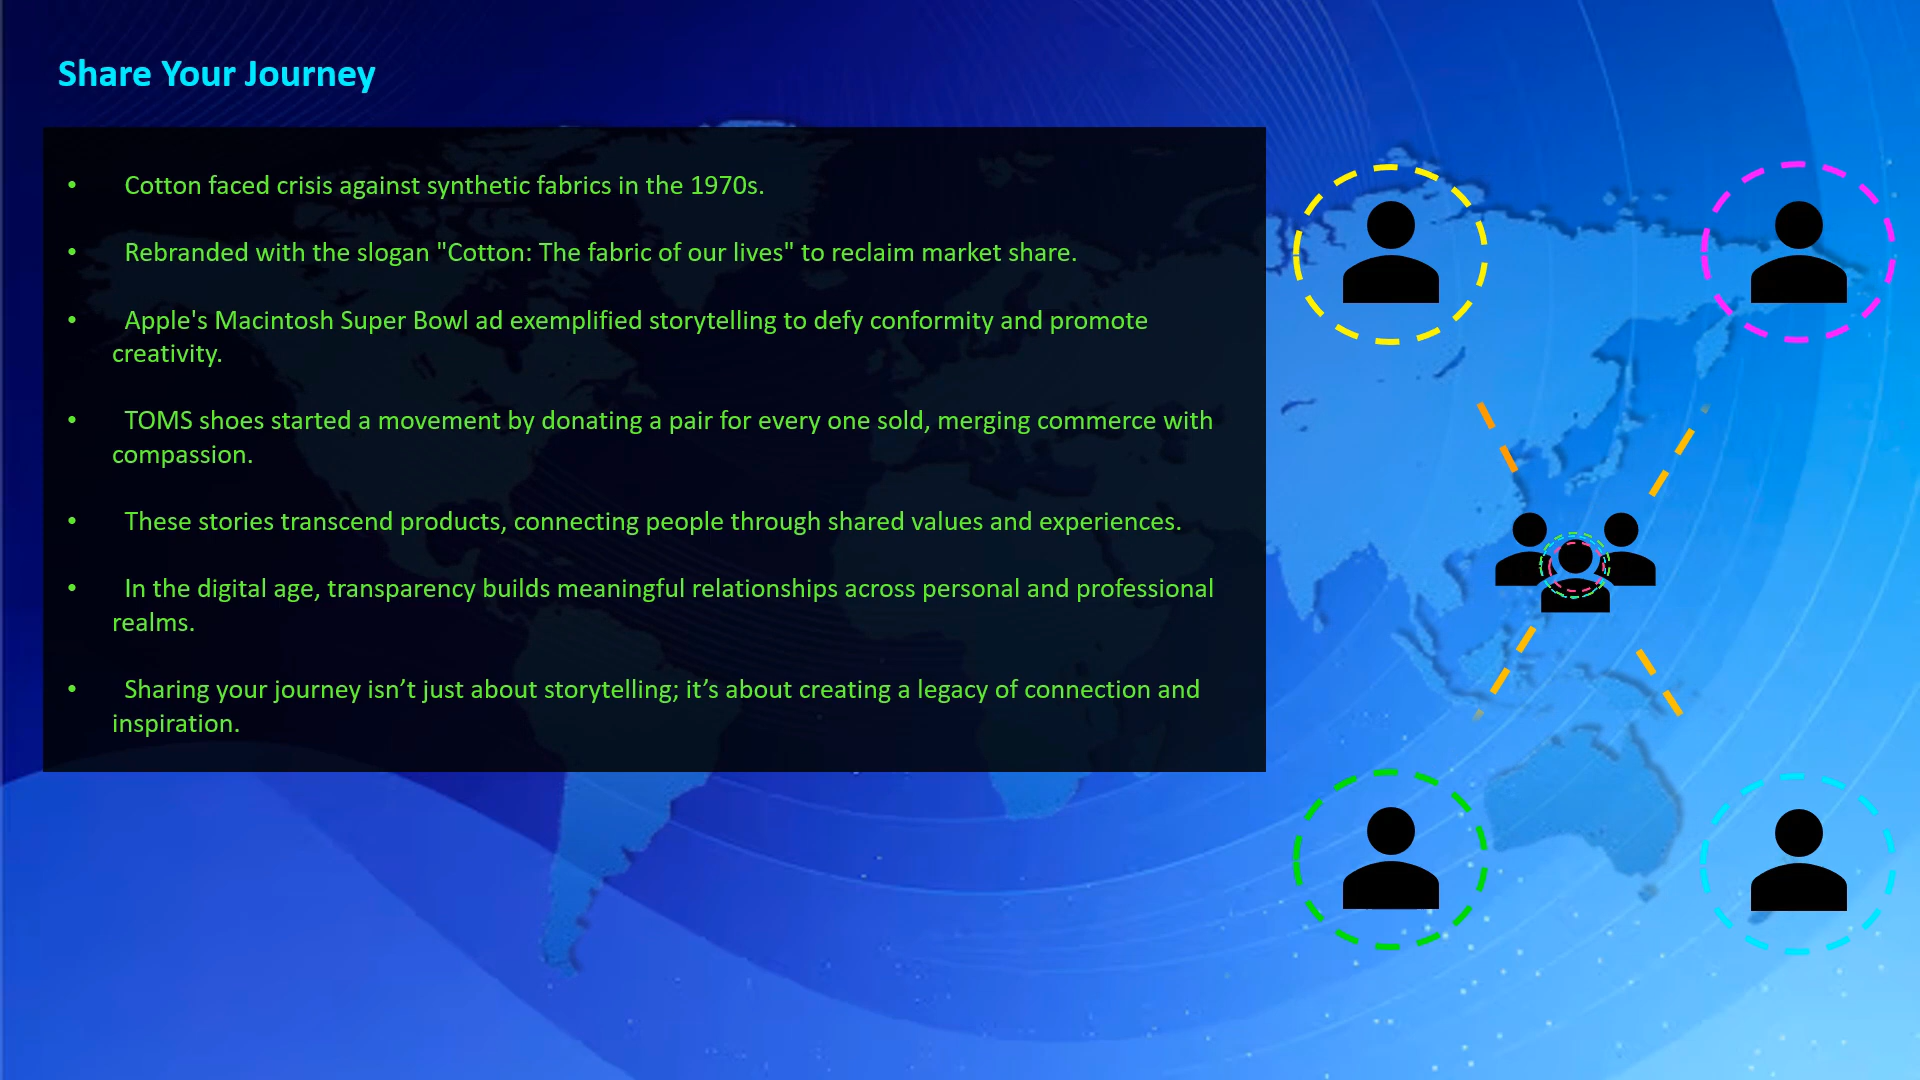 Share Your Journey
• Cotton faced crisis against synthetic fabrics in the 1970s.
• Rebranded with the slogan "Cotton: The fabric of our lives" to reclaim market share.
• Apple's Macintosh Super Bowl ad exemplified storytelling to defy conformity and promote
creativity.
• TOMS shoes started a movement by donating a pair for every one sold, merging commerce with
compassion.
• These stories transcend products, connecting people through shared values and experiences.
• In the digital age, transparency builds meaningful relationships across personal and professional
realms.
• Sharing your journey isn’t just about storytelling; it’s about creating a legacy of connection and
inspiration.